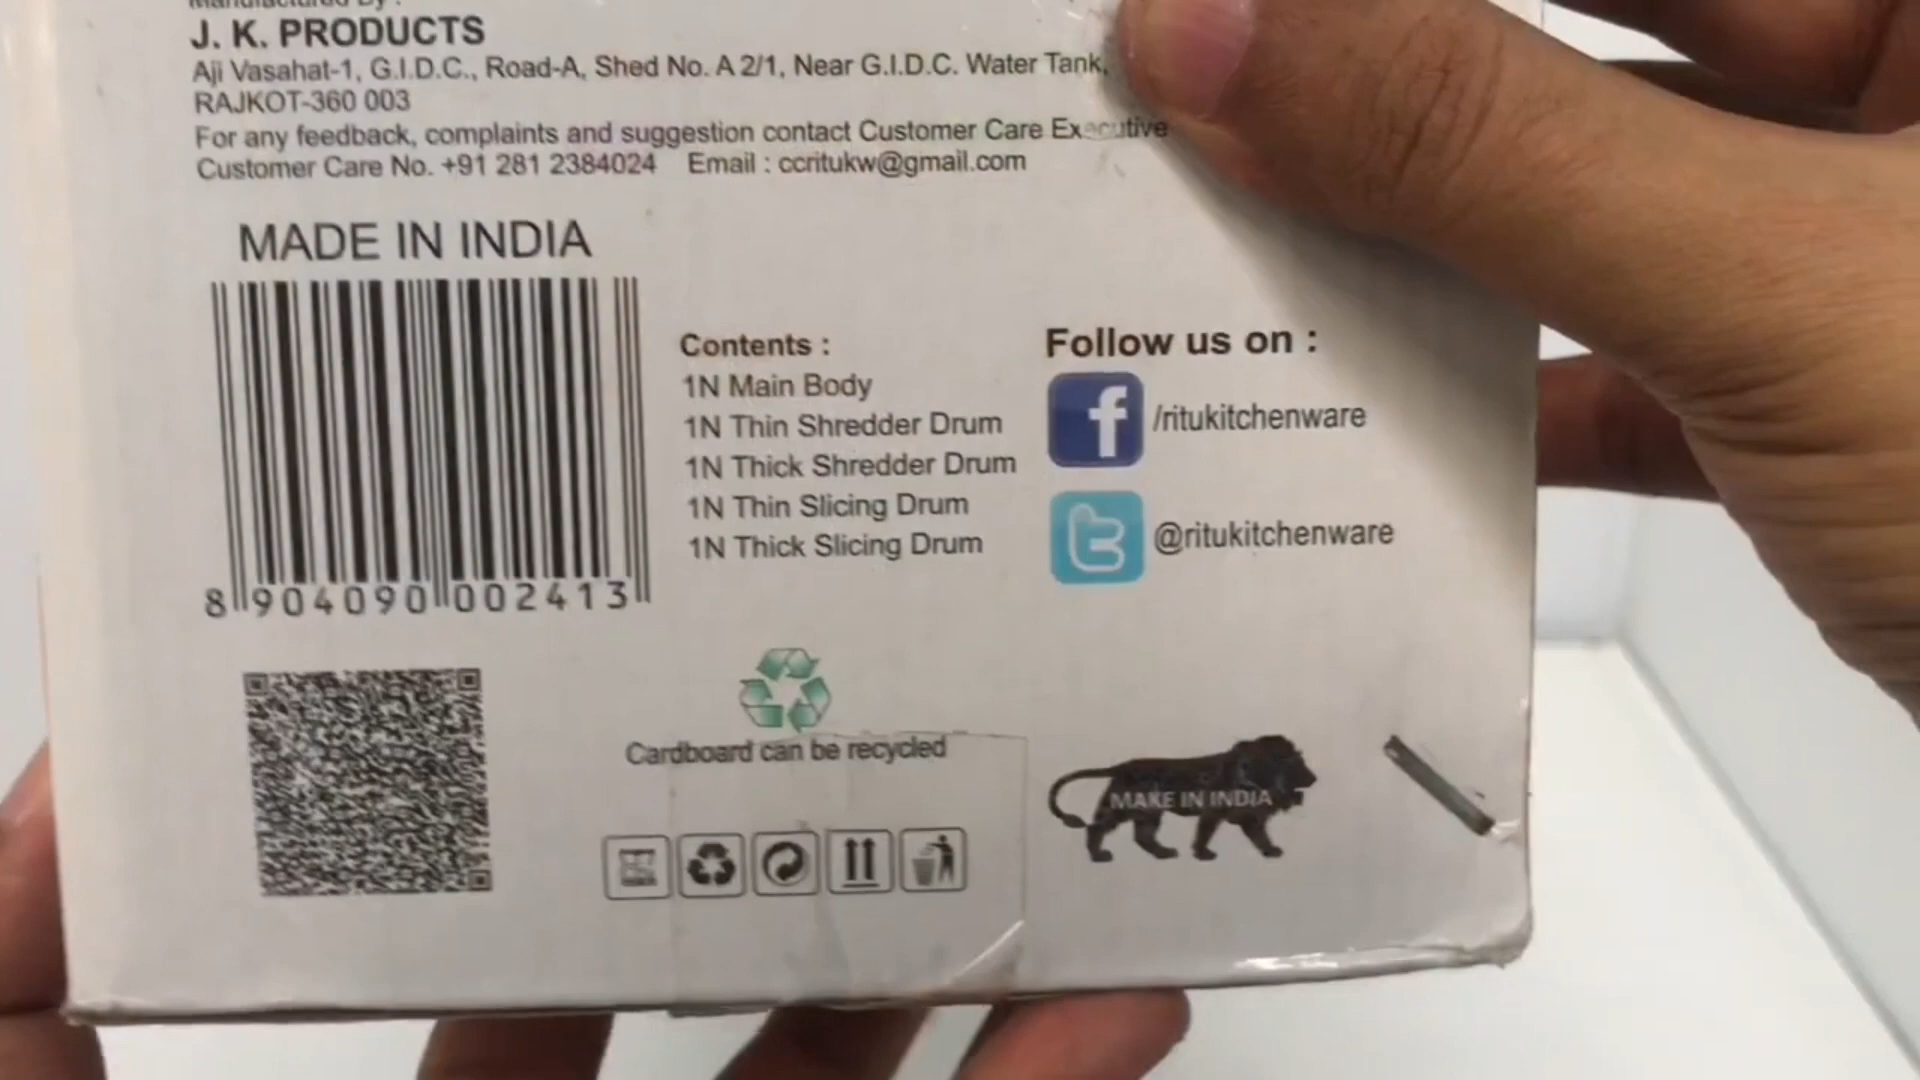 Manufactured By :
J. K. PRODUCTS
Aji Vasahat-1, G.I.D.C., Road-A, Shed No. A 2/1, Near G.I.D.C. Water Tank,
RAJKOT-360 003
For any feedback, complaints and suggestion contact Customer Care Executive
Customer Care No. +91 281 2384024 Email : ccritukw@gmail.com
MADE IN INDIA
8 904090 002413
Contents :
1N Main Body
1N Thin Shredder Drum
1N Thick Shredder Drum
1N Thin Slicing Drum
1N Thick Slicing Drum
Follow us on :
f /ritukitchenware
t @ritukitchenware
Cardboard can be recycled
MAKE IN INDIA